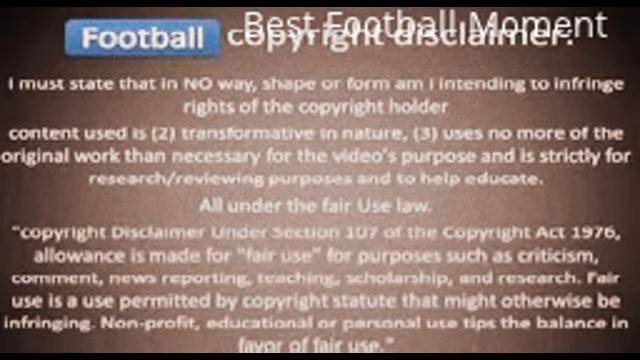 Best Football Moment
Football copyright disclaimer:
I must state that in NO way, shape or form am i intending to infringe
rights of the copyright holder
content used is (2) transformative in nature, (3) uses no more of the
original work than necessary for the video's purpose and is strictly for
research/reviewing purposes and to help educate.
All under the fair Use law.
"copyright Disclaimer Under Section 107 of the Copyright Act 1976,
allowance is made for "fair use" for purposes such as criticism,
comment, news reporting, teaching, scholarship, and research. Fair
use is a use permitted by copyright statute that might otherwise be
infringing. Non-profit, educational or personal use tips the balance in
favor of fair use."